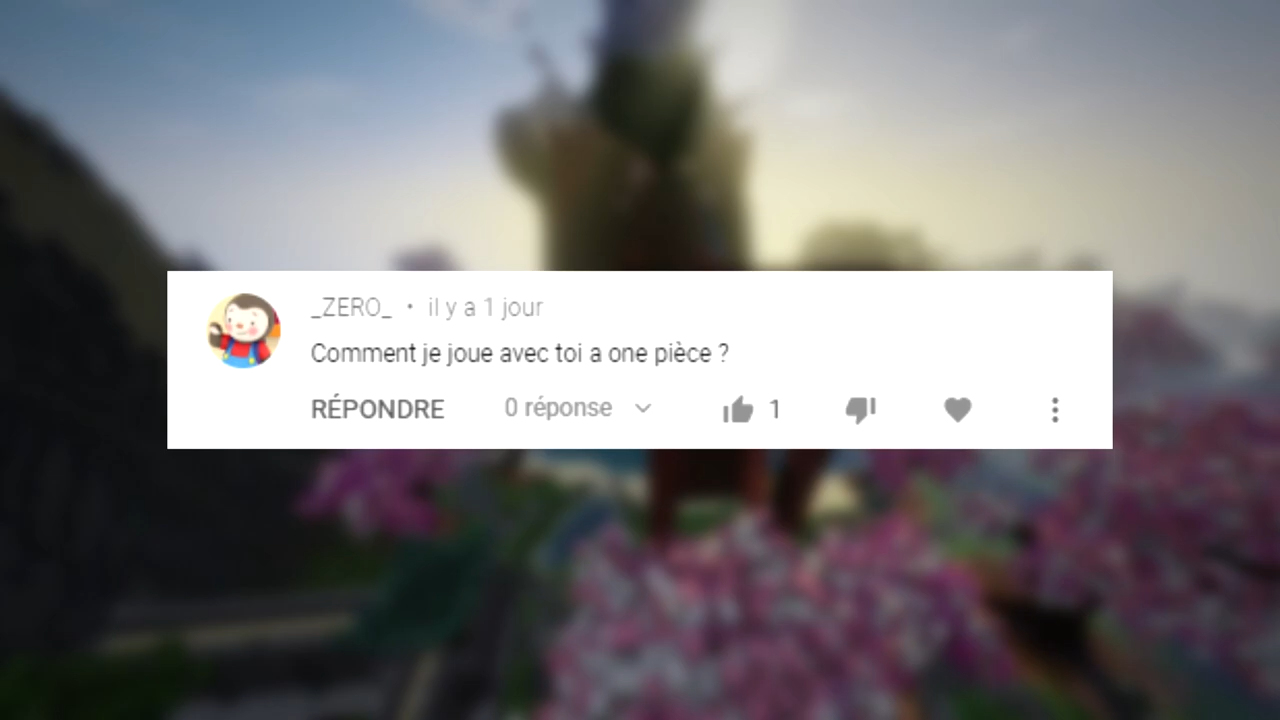 _ZERO_ • il y a 1 jour
Comment je joue avec toi a one pièce ?
RÉPONDRE 0 réponse 1